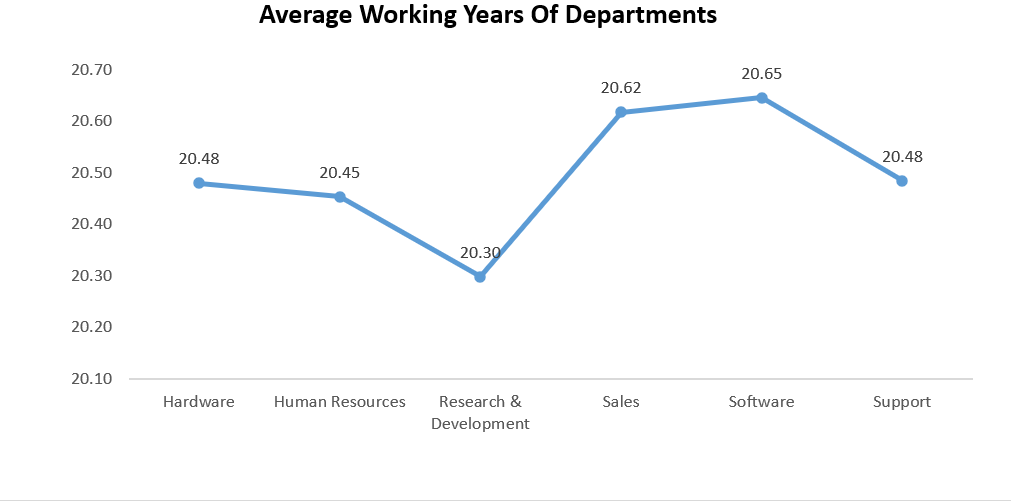 Average Working Years Of Departments
20.70
20.60
20.50
20.40
20.30
20.20
20.10
20.48
20.45
20.30
20.62
20.65
20.48
Hardware
Human Resources
Research &
Development
Sales
Software
Support